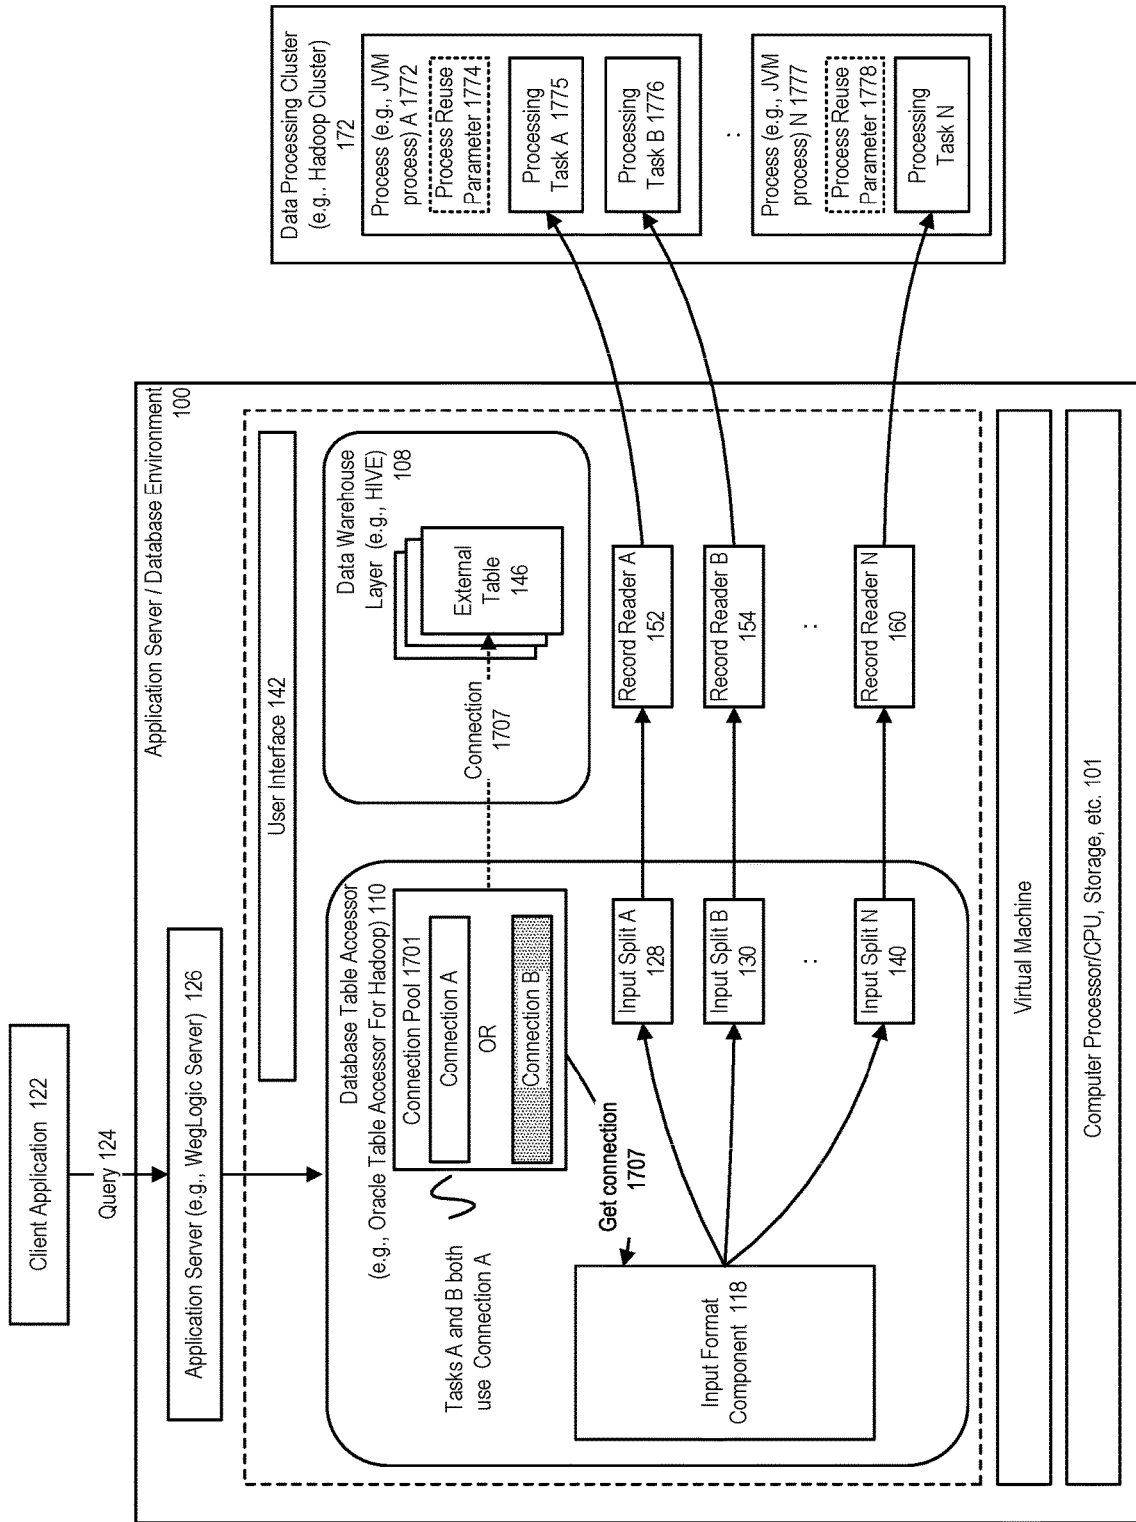 Client Application 122
Query 124
Application Server (e.g., WegLogic Server) 126
Application Server / Database Environment
100
User Interface 142
Database Table Accessor
(e.g., Oracle Table Accessor For Hadoop) 110
Connection Pool 1701
Connection A
OR
Connection B
Tasks A and B both
use Connection A
Get connection
1707
Input Format
Component 118
Connection
1707
Data Warehouse
Layer (e.g., HIVE)
108
External
Table
146
Input Split A
128
Record Reader A
152
Input Split B
130
Record Reader B
154
:
:
Input Split N
140
Record Reader N
160
Virtual Machine
Computer Processor/CPU, Storage, etc. 101
Data Processing Cluster
(e.g., Hadoop Cluster)
172
Process (e.g., JVM
process) A 1772
Process Reuse
Parameter 1774
Processing
Task A 1775
Processing
Task B 1776
:
Process (e.g., JVM
process) N 1777
Process Reuse
Parameter 1778
Processing
Task N